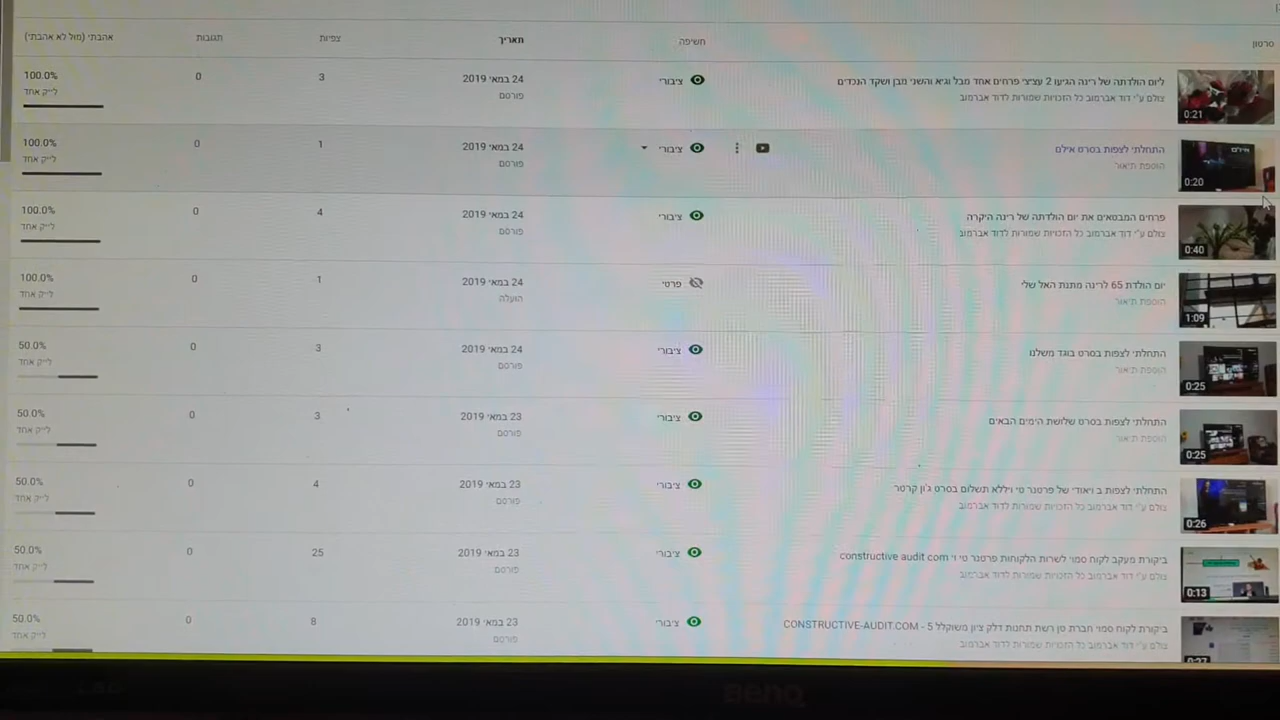 סרטון חשיפה תאריך צפיות תגובות אהבתי (מול לא אהבתי)
ליום הולדתה של רינה הגיעו 2 עציצי פרחים אחד מבל וגיא והשני מבן ושקד הנכדים ציבורי 24 במאי 2019 3 0 100.0%
צולם ע"י דוד אברמוב כל הזכויות שמורות לדוד אברמוב פורסם לייק אחד
0:21
התחלתי לצפות בסרט אילם ציבורי 24 במאי 2019 1 0 100.0%
הוספת תיאור פורסם לייק אחד
0:20
פרחים המבטאים את יום הולדתה של רינה היקרה ציבורי 24 במאי 2019 4 0 100.0%
צולם ע"י דוד אברמוב כל הזכויות שמורות לדוד אברמוב פורסם לייק אחד
0:40
יום הולדת 65 לרינה מתנת האל שלי פרטי 24 במאי 2019 1 0 100.0%
הוספת תיאור הועלה לייק אחד
1:09
התחלתי לצפות בסרט בוגד משלנו ציבורי 24 במאי 2019 3 0 50.0%
הוספת תיאור פורסם לייק אחד
0:25
התחלתי לצפות בסרט שלושת הימים הבאים ציבורי 23 במאי 2019 3 0 50.0%
הוספת תיאור פורסם לייק אחד
0:25
התחלתי לצפות ב ויאודי של פרטנר טי ויללא תשלום בסרט ג'ון קרטר ציבורי 23 במאי 2019 4 0 50.0%
צולם ע"י דוד אברמוב כל הזכויות שמורות לדוד אברמוב פורסם לייק אחד
0:26
ביקורת מעקב לקוח סמוי לשרות הלקוחות פרטנר טי וי constructive audit com ציבורי 23 במאי 2019 25 0 50.0%
צולם ע"י דוד אברמוב כל הזכויות שמורות לדוד אברמוב פורסם לייק אחד
0:13
ביקורת לקוח סמוי חברת טן רשת תחנות דלק ציון משוקלל 5 - CONSTRUCTIVE-AUDIT.COM ציבורי 23 במאי 2019 8 0 50.0%
צולם ע"י דוד אברמוב כל הזכויות שמורות לדוד אברמוב פורסם לייק אחד
BenQ